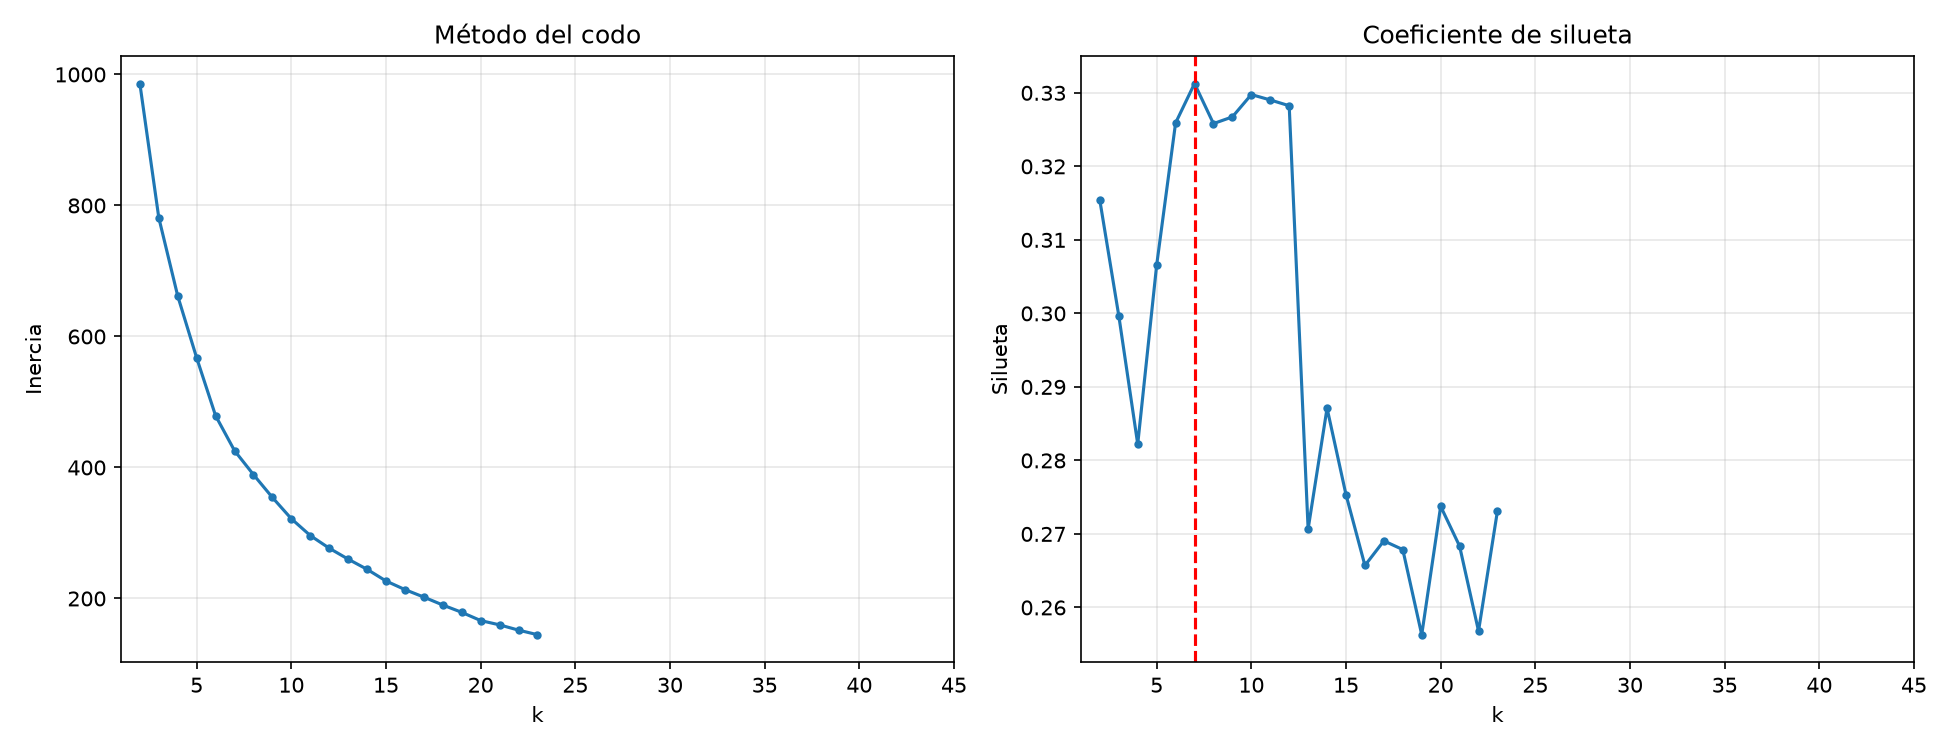 Método del codo
1000
800
600
400
200
Inercia
5 10 15 20 25 30 35 40 45
k
Coeficiente de silueta
0.33
0.32
0.31
0.30
0.29
0.28
0.27
0.26
Silueta
5 10 15 20 25 30 35 40 45
k